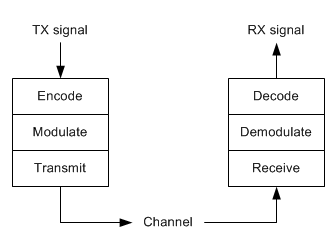 TX signal
Encode
Modulate
Transmit
Channel
RX signal
Decode
Demodulate
Receive